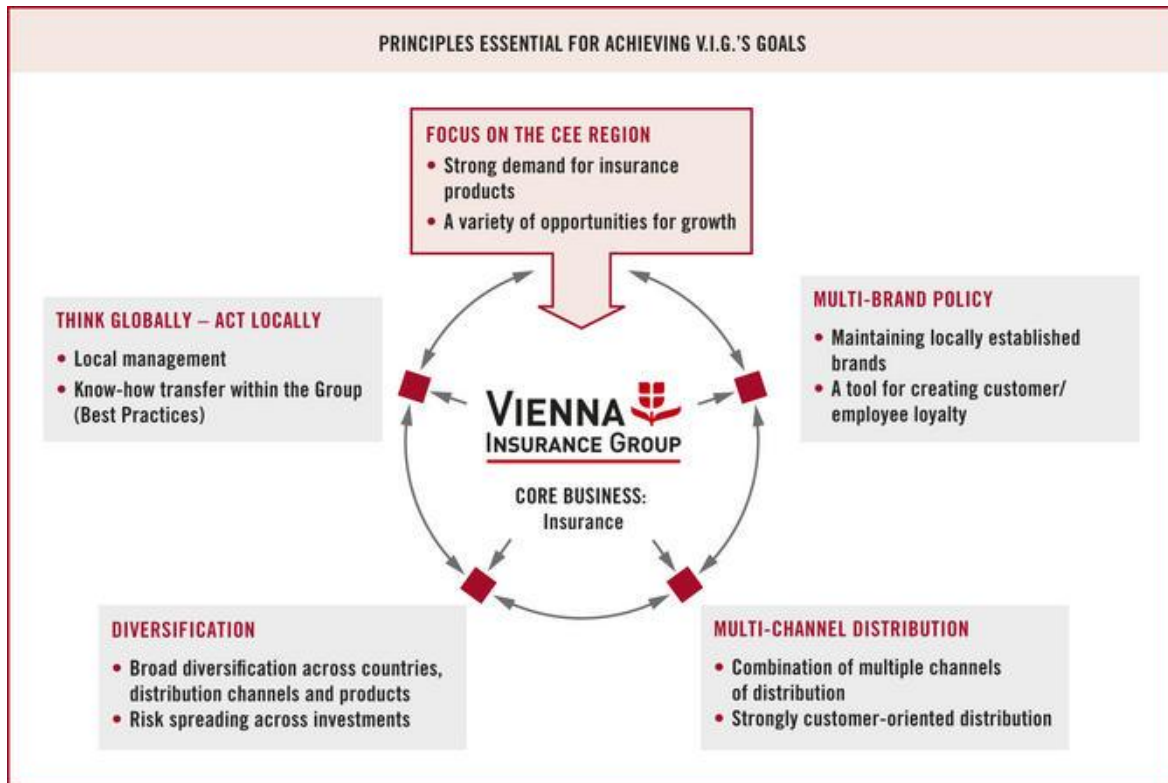 PRINCIPLES ESSENTIAL FOR ACHIEVING V.I.G.'S GOALS
FOCUS ON THE CEE REGION
• Strong demand for insurance
products
• A variety of opportunities for growth
THINK GLOBALLY – ACT LOCALLY
• Local management
• Know-how transfer within the Group
(Best Practices)
MULTI-BRAND POLICY
• Maintaining locally established
brands
• A tool for creating customer/
employee loyalty
VIENNA
INSURANCE GROUP
CORE BUSINESS:
Insurance
DIVERSIFICATION
• Broad diversification across countries,
distribution channels and products
• Risk spreading across investments
MULTI-CHANNEL DISTRIBUTION
• Combination of multiple channels
of distribution
• Strongly customer-oriented distribution